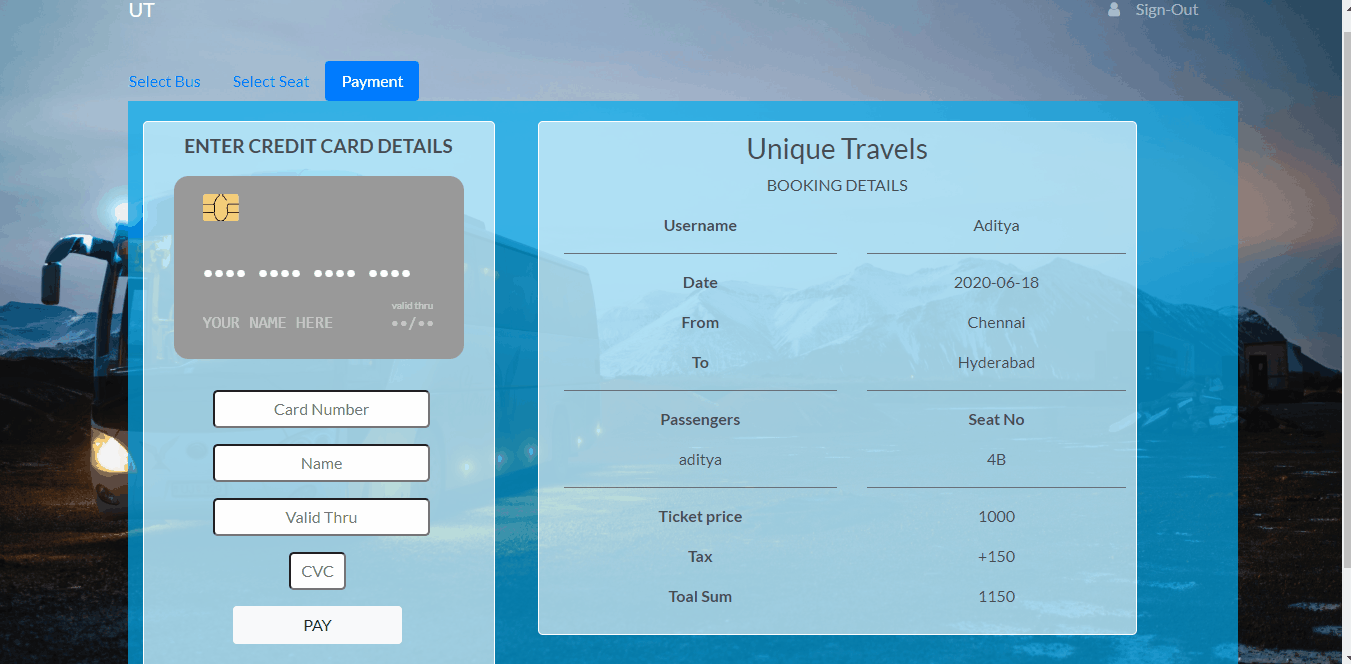 UT
Sign-Out
Select Bus Select Seat Payment
ENTER CREDIT CARD DETAILS
•••• •••• •••• ••••
valid thru
YOUR NAME HERE ••/••
Card Number
Name
Valid Thru
CVC
PAY
Unique Travels
BOOKING DETAILS
Username Aditya
Date 2020-06-18
From Chennai
To Hyderabad
Passengers Seat No
aditya 4B
Ticket price 1000
Tax +150
Toal Sum 1150